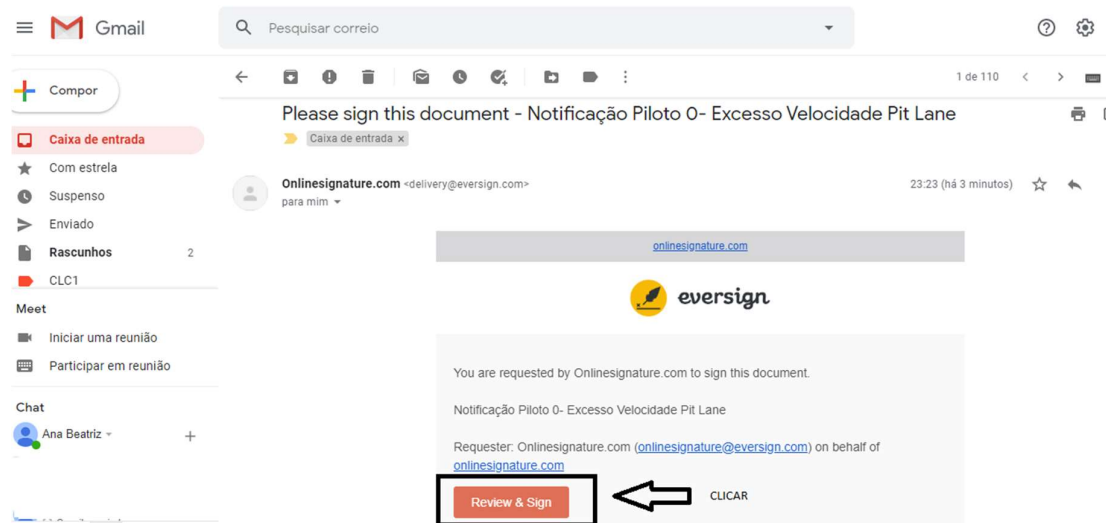 Gmail
Pesquisar correio
Compor
1 de 110
Please sign this document - Notificação Piloto 0- Excesso Velocidade Pit Lane
Caixa de entrada x
Caixa de entrada
Com estrela
Suspenso
Enviado
Rascunhos 2
CLC1
Meet
Iniciar uma reunião
Participar em reunião
Chat
Ana Beatriz
Onlinesignature.com <delivery@eversign.com>
23:23 (há 3 minutos)
para mim
onlinesignature.com
eversign
You are requested by Onlinesignature.com to sign this document.
Notificação Piloto 0- Excesso Velocidade Pit Lane
Requester: Onlinesignature.com (onlinesignature@eversign.com) on behalf of
onlinesignature.com
Review & Sign
CLICAR